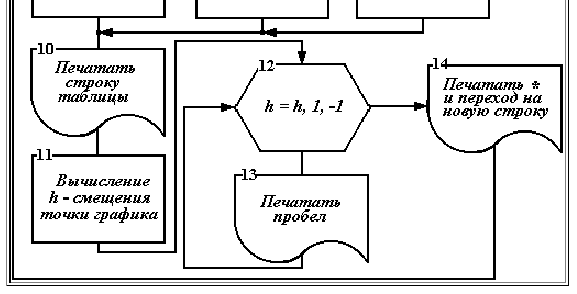 10
Печатать
строку
таблицы
11
Вычисление
h - смещения
точки графика
12
h = h, 1, -1
13
Печатать
пробел
14
Печатать *
и переход на
новую строку